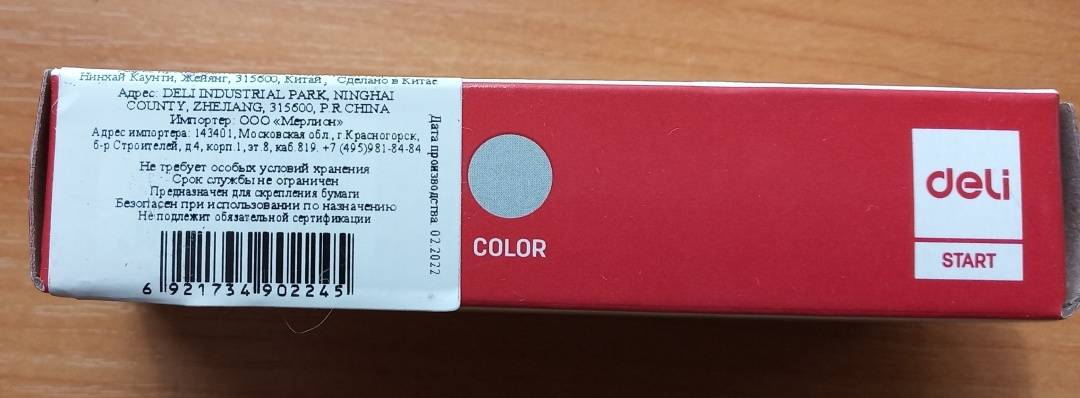 Нинхай Каунти, Жейянг, 315600, Китай, Сделано в Китае
Адрес: DELI INDUSTRIAL PARK, NINGHAI
COUNTY, ZHEJIANG, 315600, P R CHINA
Импортер: ООО «Мерлион»
Адрес импортера: 143401, Московская обл., г Красногорск,
б-р Строителей, д4, корп.1, эт.8, каб.819. +7 (495)981-84-84
Не требует особых условий хранения
Срок службы не ограничен
Предназначен для скрепления бумаги
Безопасен при использовании по назначению
Не подлежит обязательной сертификации
6 921734 902245
Дата производства 02.2022
COLOR
deli
START